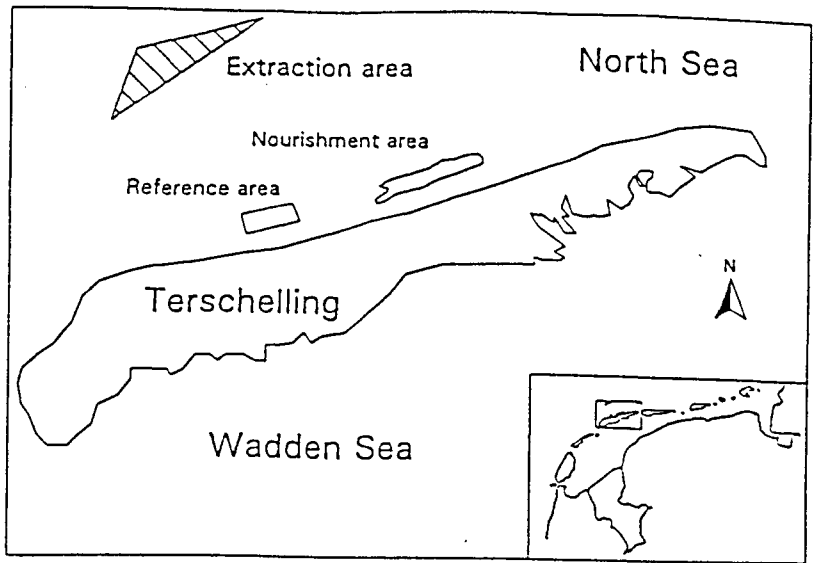 North Sea
Extraction area
Nourishment area
Reference area
Terschelling
N
Wadden Sea